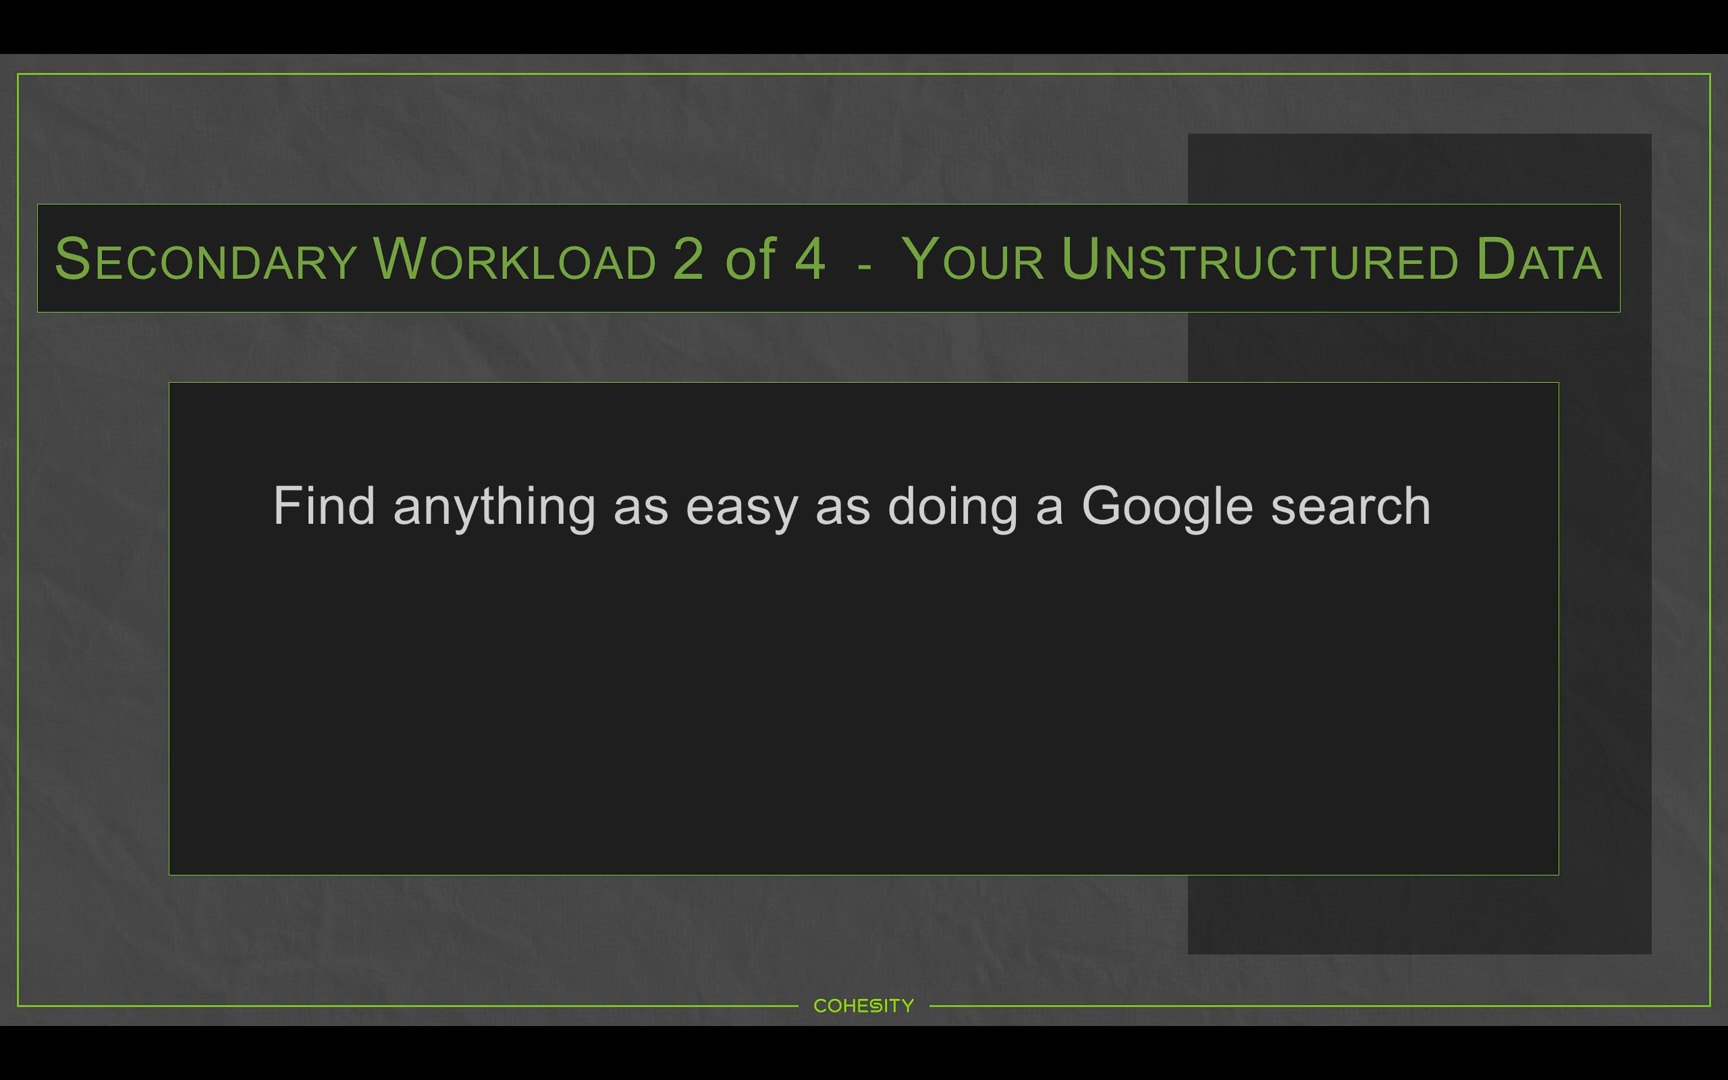 Secondary Workload 2 of 4 - Your Unstructured Data
Find anything as easy as doing a Google search
COHESITY